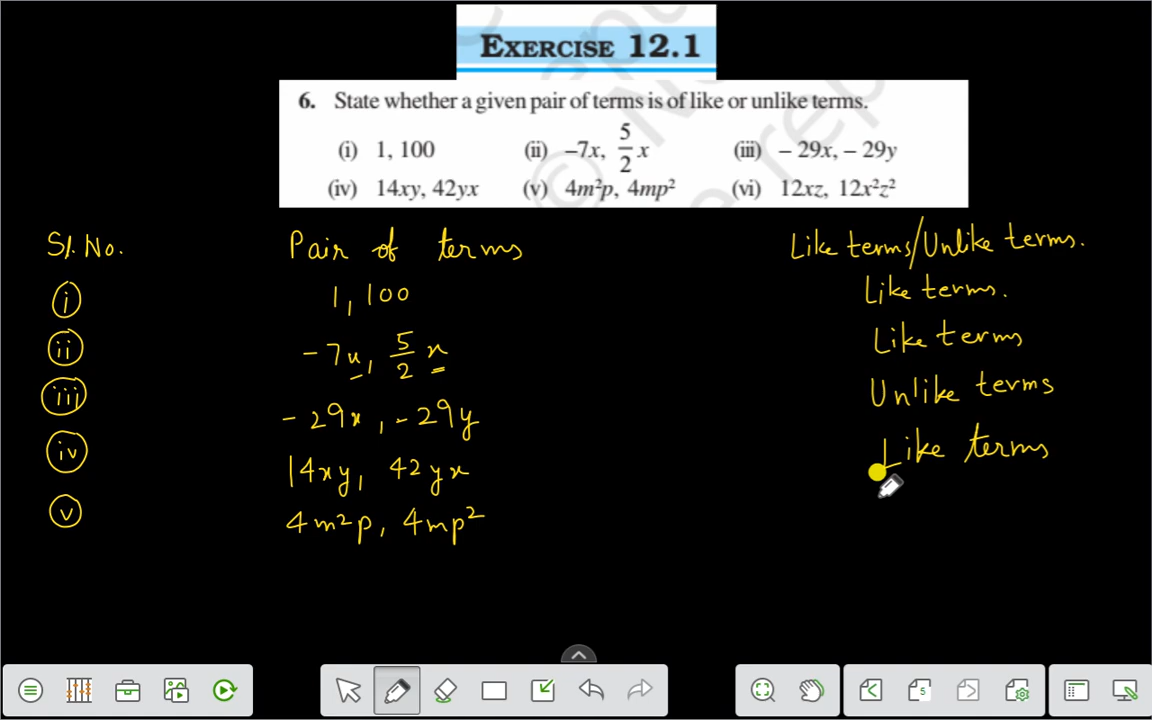 EXERCISE 12.1
6. State whether a given pair of terms is of like or unlike terms.
(i) 1, 100 (ii) –7x, 5/2 x (iii) – 29x, – 29y
(iv) 14xy, 42yx (v) 4m²p, 4mp² (vi) 12xz, 12x²z²
Sl. No. Pair of terms Like terms/Unlike terms.
(i) 1, 100 Like terms.
(ii) -7x, 5/2 x Like terms
(iii) -29x, -29y Unlike terms
(iv) 14xy, 42yx Like terms
(v) 4m²p, 4mp²
5